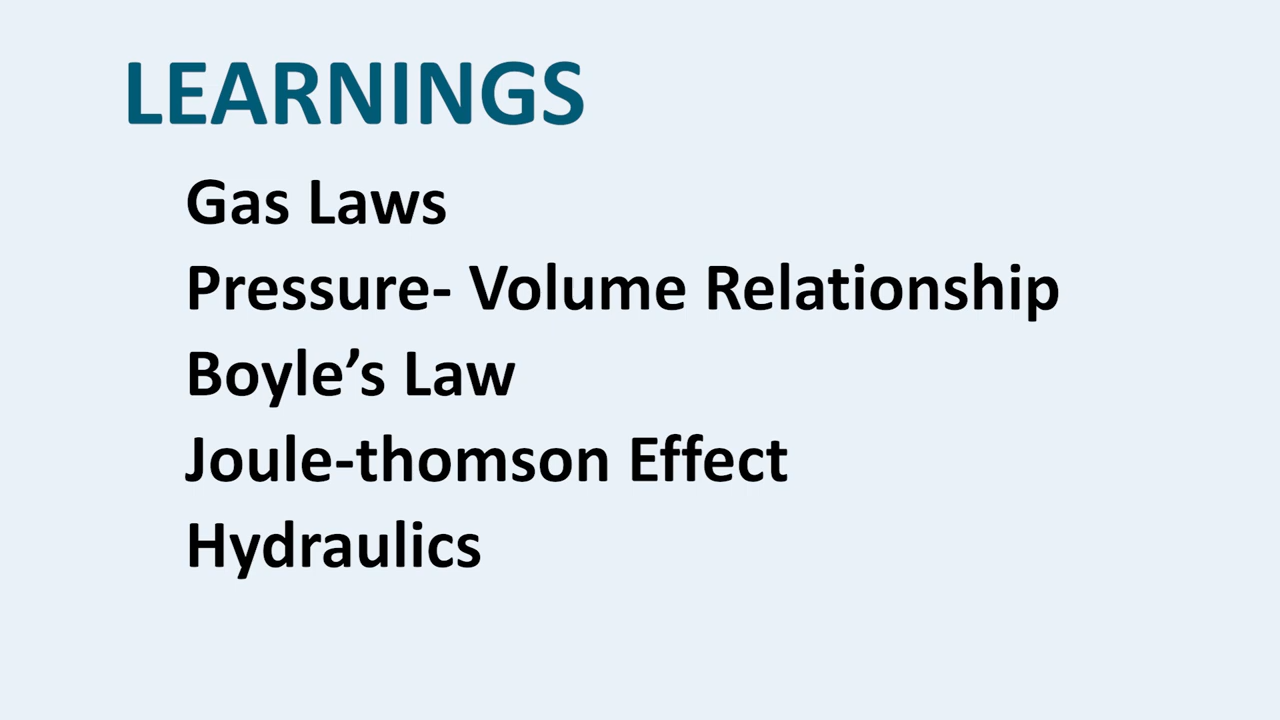 LEARNINGS
Gas Laws
Pressure- Volume Relationship
Boyle’s Law
Joule-thomson Effect
Hydraulics